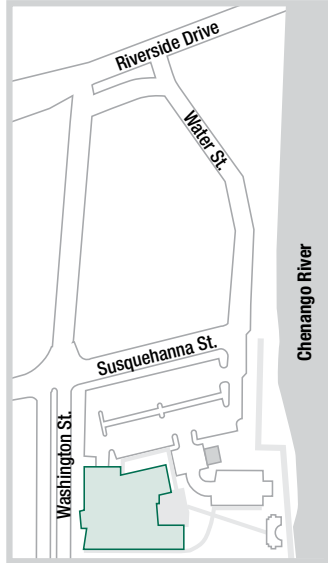 Riverside Drive
Water St.
Chenango River
Susquehanna St.
Washington St.